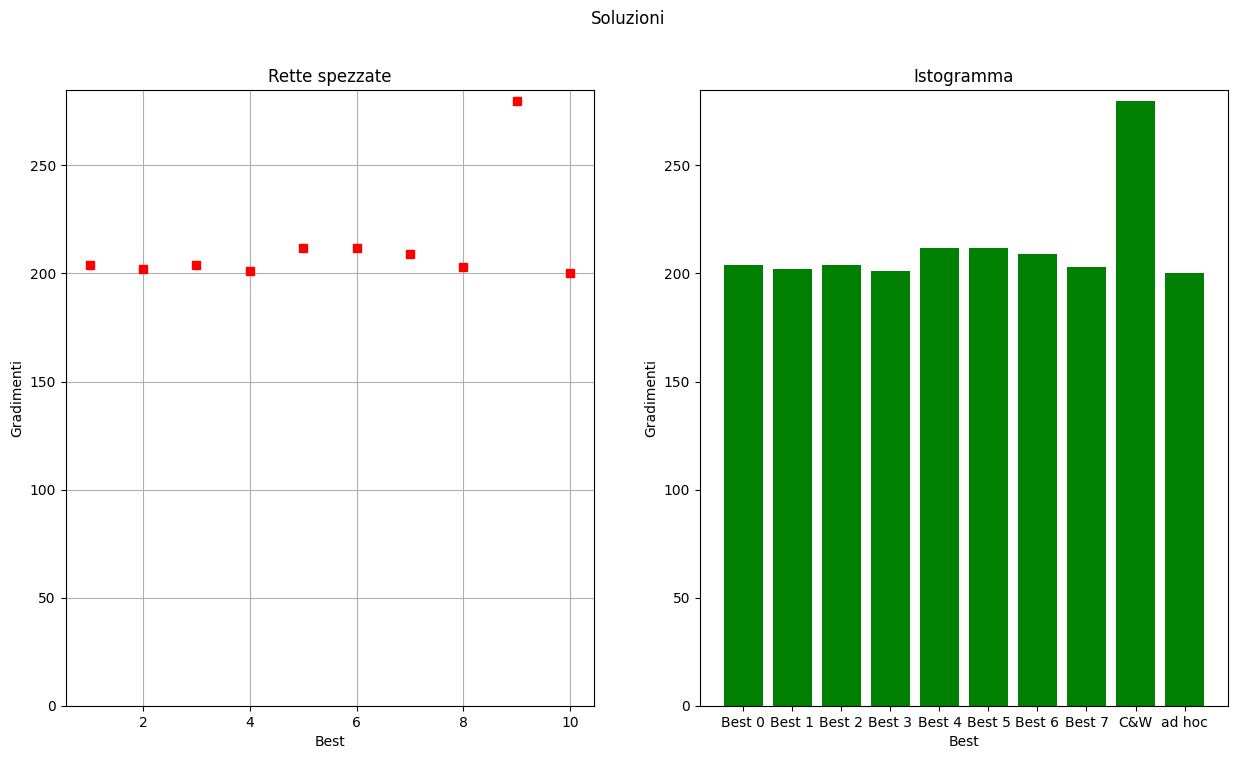 Soluzioni
Rette spezzate
250
200
150
100
50
0
Gradimenti
2 4 6 8 10
Best
Istogramma
250
200
150
100
50
0
Gradimenti
Best 0 Best 1 Best 2 Best 3 Best 4 Best 5 Best 6 Best 7 C&W ad hoc
Best